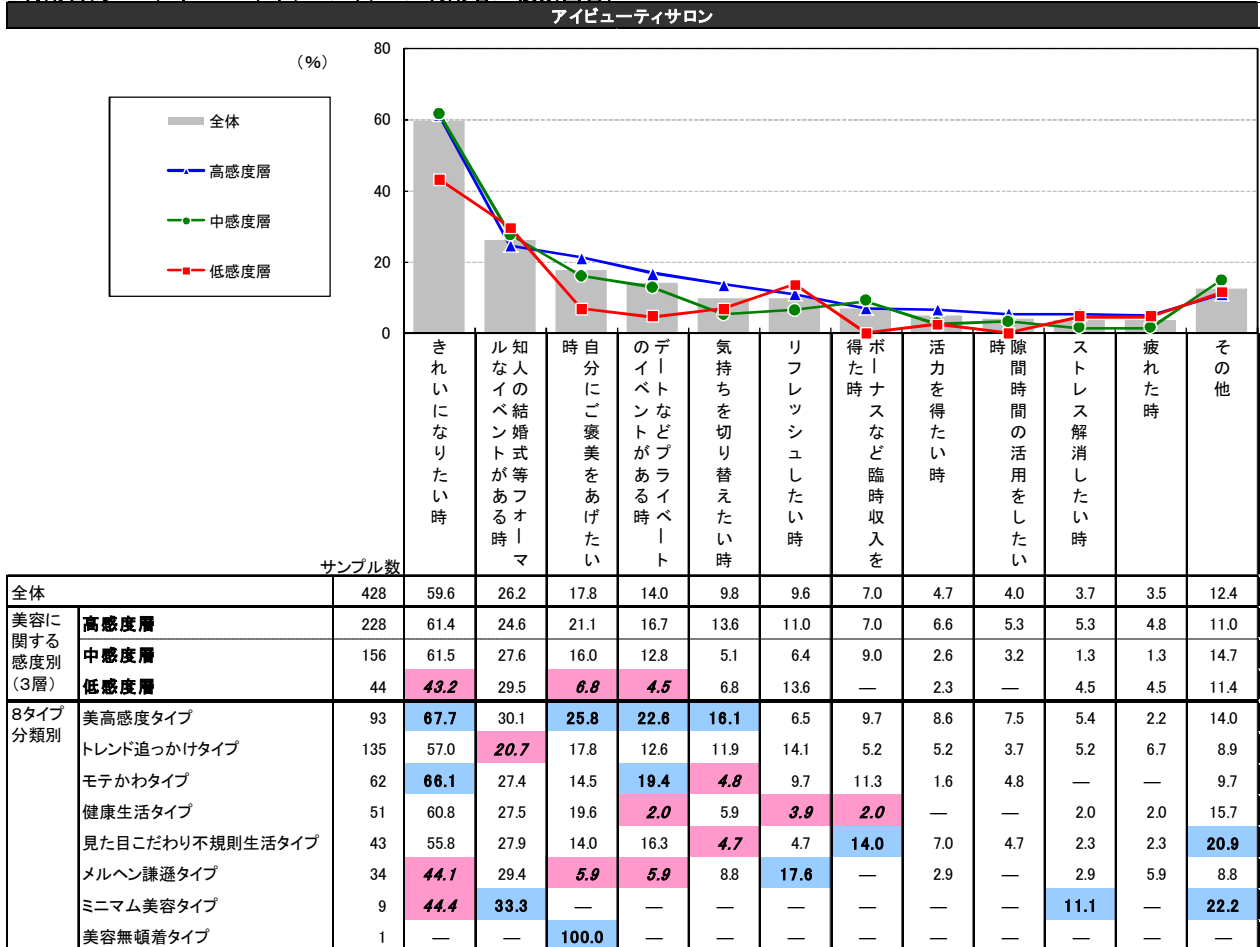 アイビューティサロン
(%)
80
60
40
20
0
全体
高感度層
中感度層
低感度層
きれいになりたい時
知人の結婚式等フォーマルなイベントがある時
自分にご褒美をあげたい時
デートなどプライベートのイベントがある時
気持ちを切り替えたい時
リフレッシュしたい時
ボーナスなど臨時収入を得た時
活力を得たい時
隙間時間の活用をしたい時
ストレス解消したい時
疲れた時
その他
サンプル数
全体 428 59.6 26.2 17.8 14.0 9.8 9.6 7.0 4.7 4.0 3.7 3.5 12.4
美容に関する感度別(3層)
高感度層 228 61.4 24.6 21.1 16.7 13.6 11.0 7.0 6.6 5.3 5.3 4.8 11.0
中感度層 156 61.5 27.6 16.0 12.8 5.1 6.4 9.0 2.6 3.2 1.3 1.3 14.7
低感度層 44 43.2 29.5 6.8 4.5 6.8 13.6 — 2.3 — 4.5 4.5 11.4
8タイプ分類別
美高感度タイプ 93 67.7 30.1 25.8 22.6 16.1 6.5 9.7 8.6 7.5 5.4 2.2 14.0
トレンド追っかけタイプ 135 57.0 20.7 17.8 12.6 11.9 14.1 5.2 5.2 3.7 5.2 6.7 8.9
モテかわタイプ 62 66.1 27.4 14.5 19.4 4.8 9.7 11.3 1.6 4.8 — — 9.7
健康生活タイプ 51 60.8 27.5 19.6 2.0 5.9 3.9 2.0 — — 2.0 2.0 15.7
見た目こだわり不規則生活タイプ 43 55.8 27.9 14.0 16.3 4.7 4.7 14.0 7.0 4.7 2.3 2.3 20.9
メルヘン謙遜タイプ 34 44.1 29.4 5.9 5.9 8.8 17.6 — 2.9 — 2.9 5.9 8.8
ミニマム美容タイプ 9 44.4 33.3 — — — — — — — 11.1 — 22.2
美容無頓着タイプ 1 — — 100.0 — — — — — — — — —